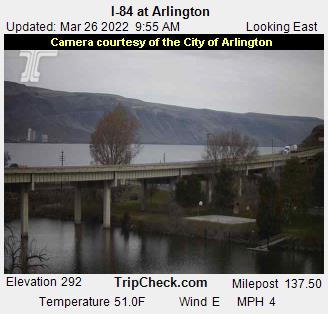 I-84 at Arlington
Updated: Mar 26 2022 9:55 AM Looking East
Camera courtesy of the City of Arlington
Elevation 292 TripCheck.com Milepost 137.50
Temperature 51.0F Wind E MPH 4